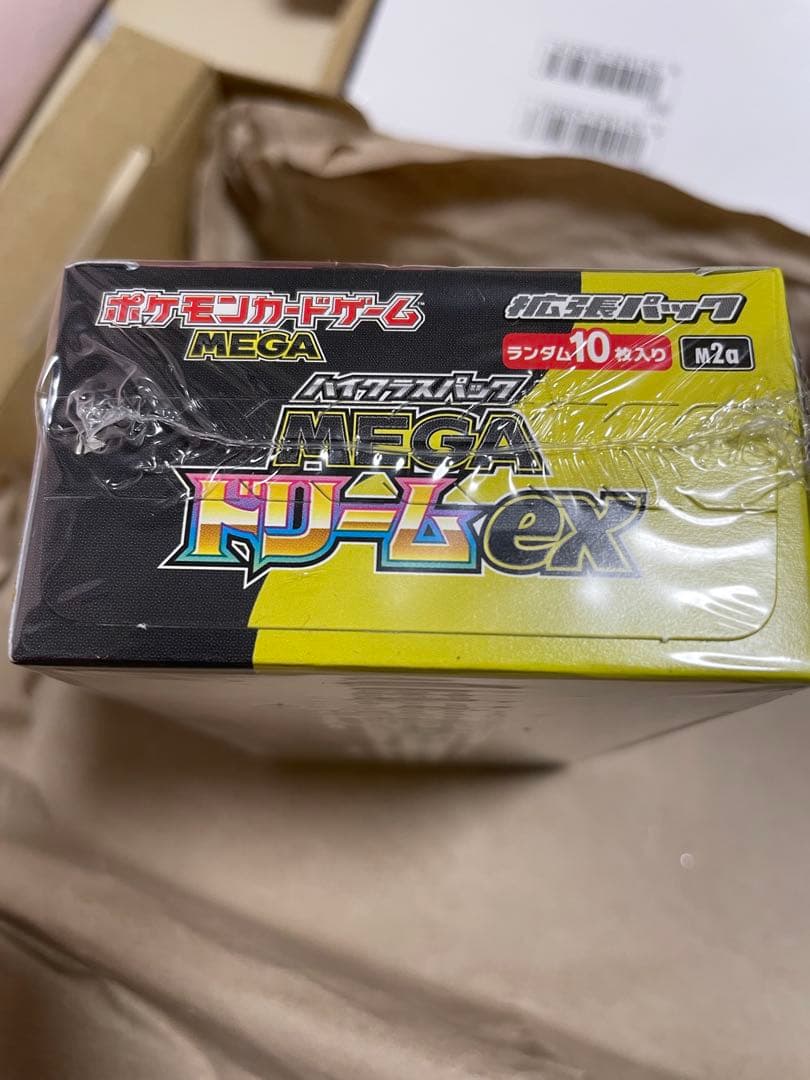 ポケモンカードゲーム
MEGA
拡張パック
ランダム10枚入り
M2a
ハイクラスパック
MEGA
ドリームex